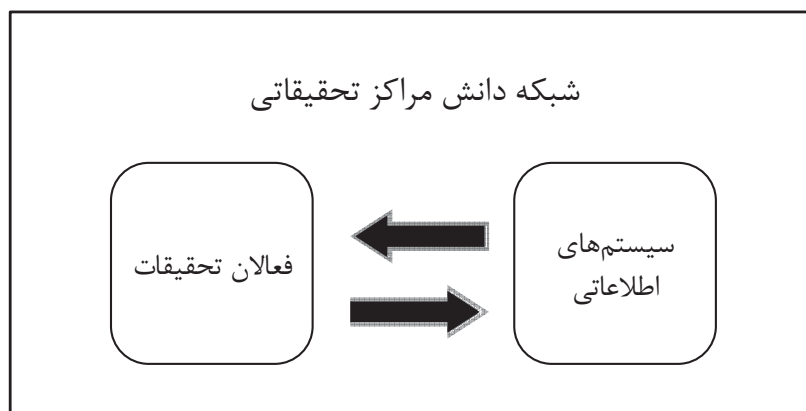 شبکه دانش مراکز تحقیقاتی
سیستم‌های
اطلاعاتی
فعالان تحقیقات